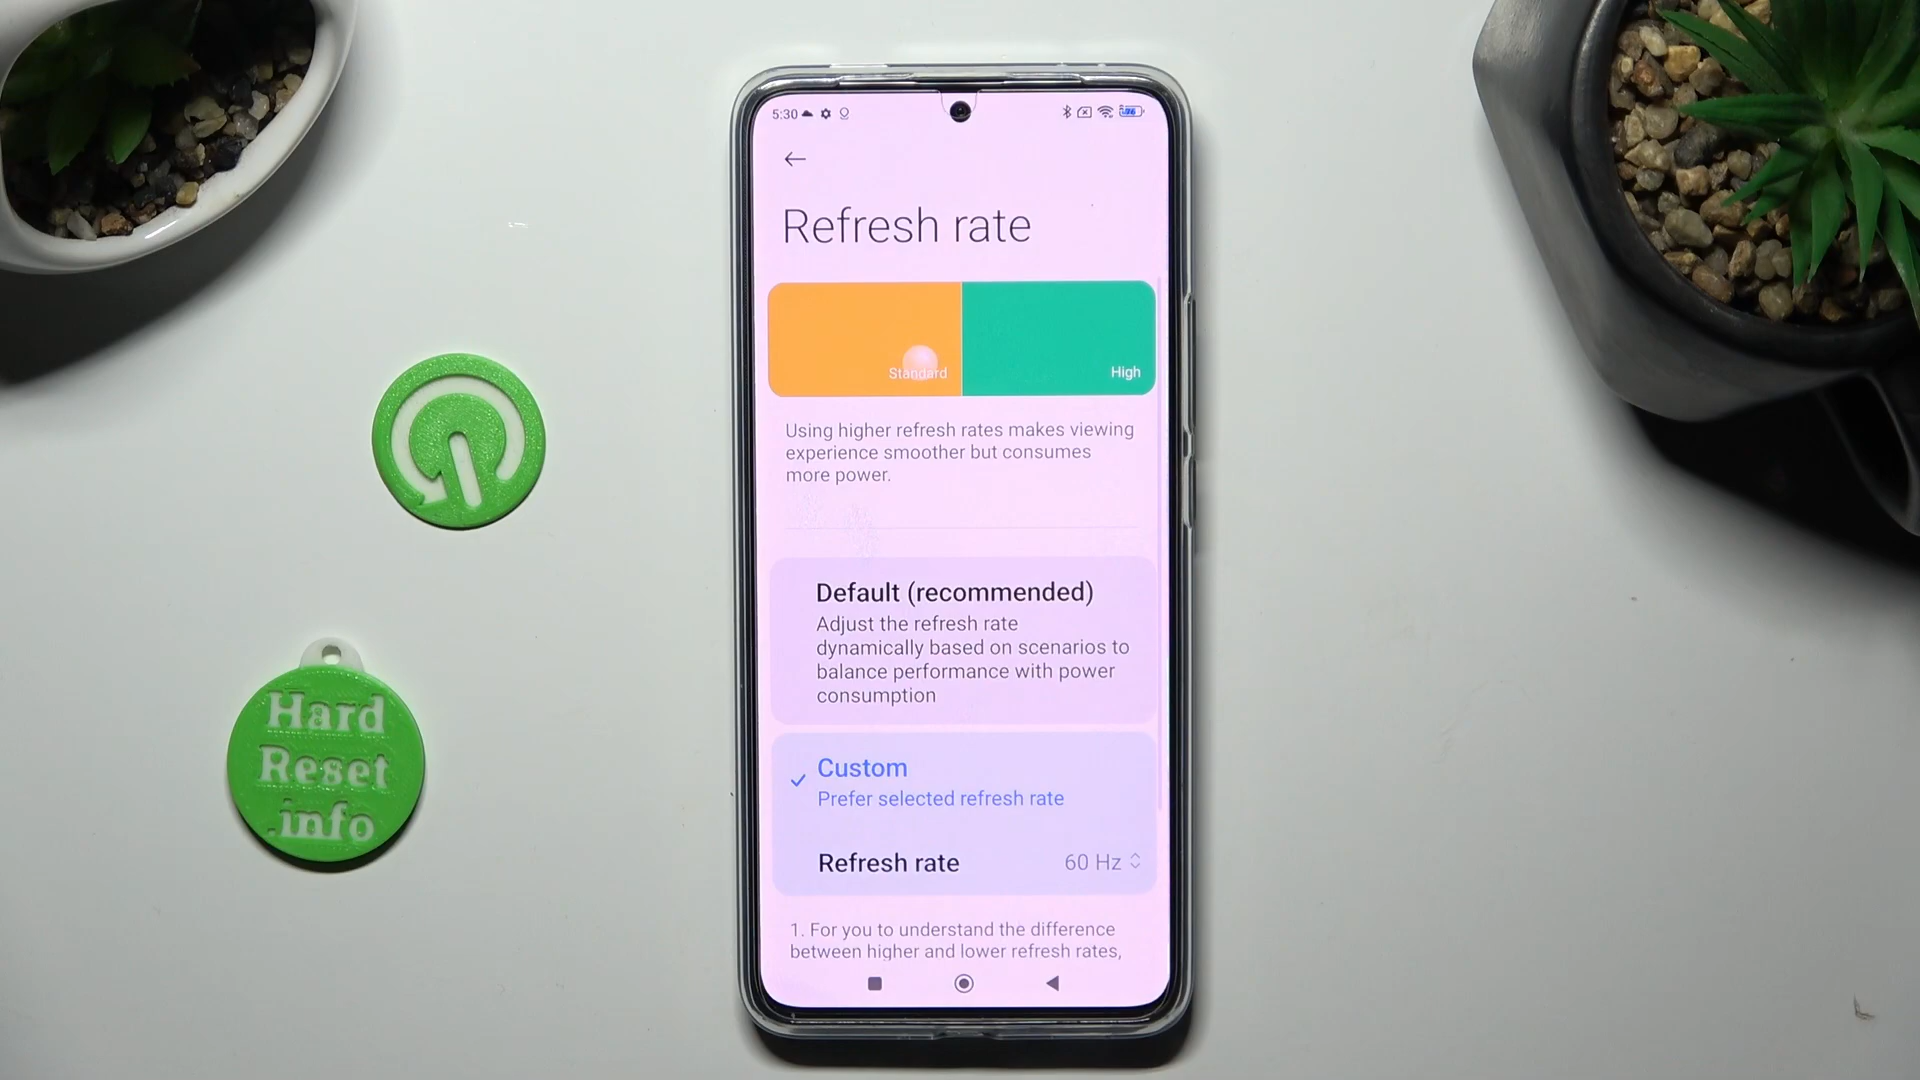 5:30
Refresh rate
Standard
High
Using higher refresh rates makes viewing
experience smoother but consumes
more power.
Default (recommended)
Adjust the refresh rate
dynamically based on scenarios to
balance performance with power
consumption
Custom
Prefer selected refresh rate
Refresh rate 60 Hz
1. For you to understand the difference
between higher and lower refresh rates,
Hard
Reset
.info